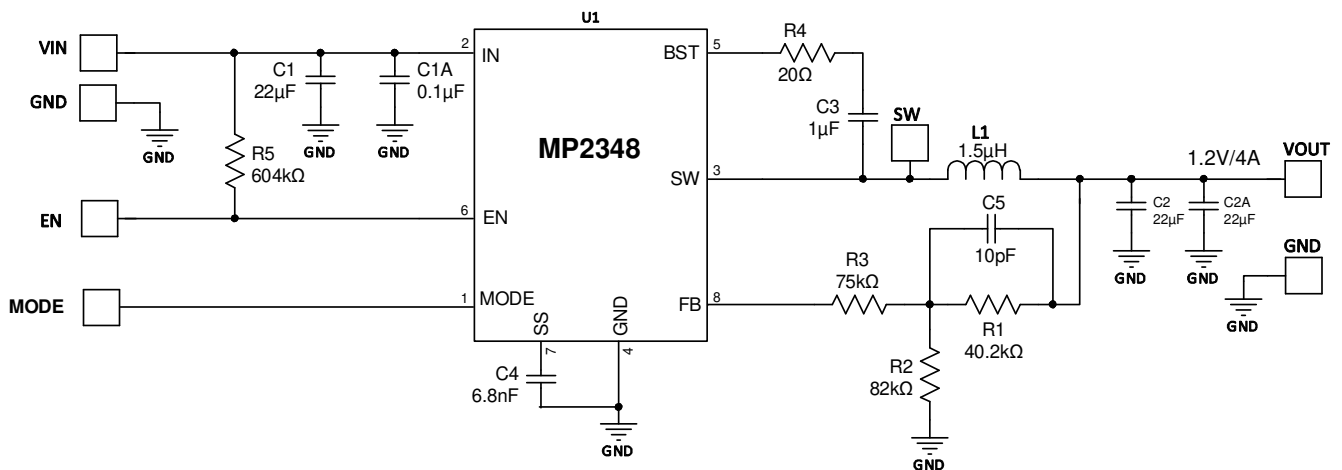 U1
VIN
2
IN
BST
5
R4
20Ω
C1
22µF
C1A
0.1µF
GND
GND
GND
GND
R5
604kΩ
MP2348
C3
1µF
SW
L1
1.5µH
1.2V/4A
VOUT
SW
3
EN
6
EN
C5
10pF
C2
22µF
C2A
22µF
GND
GND
GND
GND
R3
75kΩ
MODE
1
MODE
FB
8
R1
40.2kΩ
SS
7
GND
4
C4
6.8nF
R2
82kΩ
GND
GND